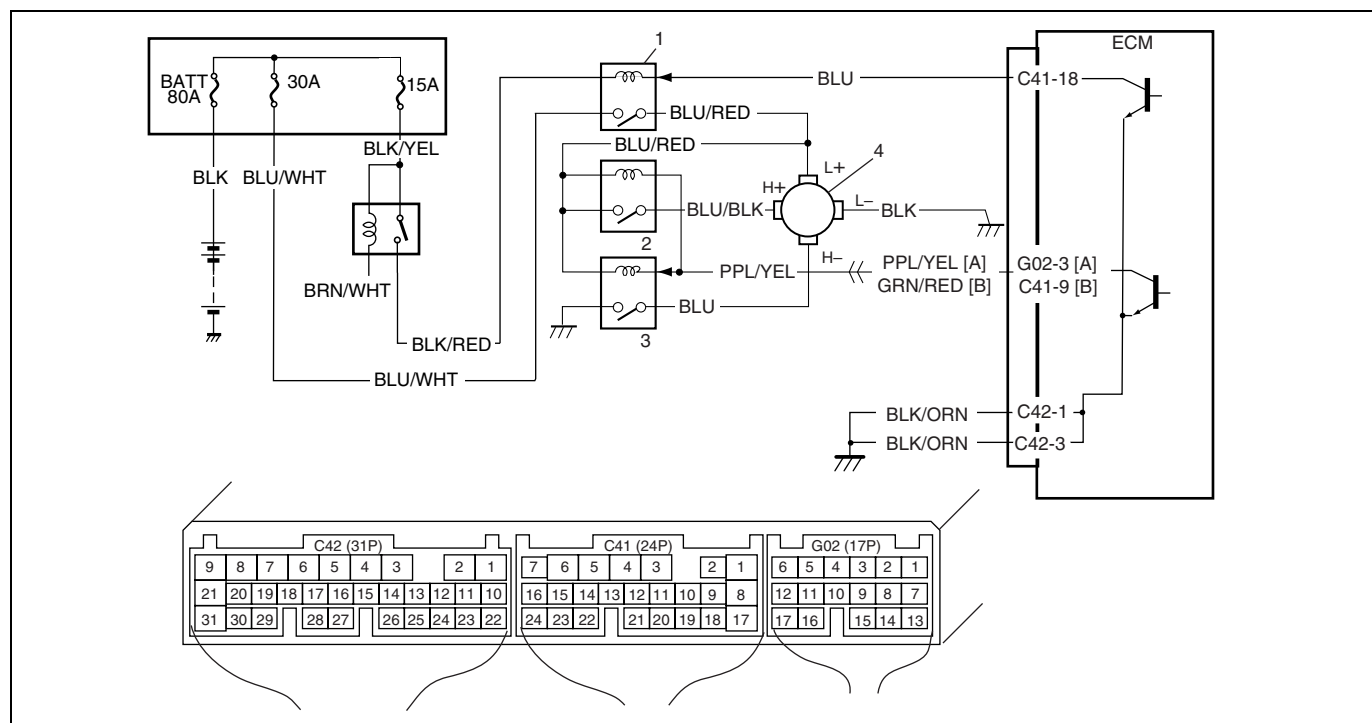 ECM
1
BATT
80A
30A
15A
BLU
C41-18
BLU/RED
BLK/YEL
BLU/RED
4
BLK
BLU/WHT
L+
H+
L–
BLU/BLK
BLK
2
H–
PPL/YEL
PPL/YEL [A]
G02-3 [A]
BRN/WHT
GRN/RED [B]
C41-9 [B]
BLU
3
BLK/RED
BLU/WHT
BLK/ORN
C42-1
BLK/ORN
C42-3
C42 (31P)
C41 (24P)
G02 (17P)
9 8 7 6 5 4 3 2 1
7 6 5 4 3 2 1
6 5 4 3 2 1
21 20 19 18 17 16 15 14 13 12 11 10
16 15 14 13 12 11 10 9 8
12 11 10 9 8 7
31 30 29 28 27 26 25 24 23 22
24 23 22 21 20 19 18 17
17 16 15 14 13